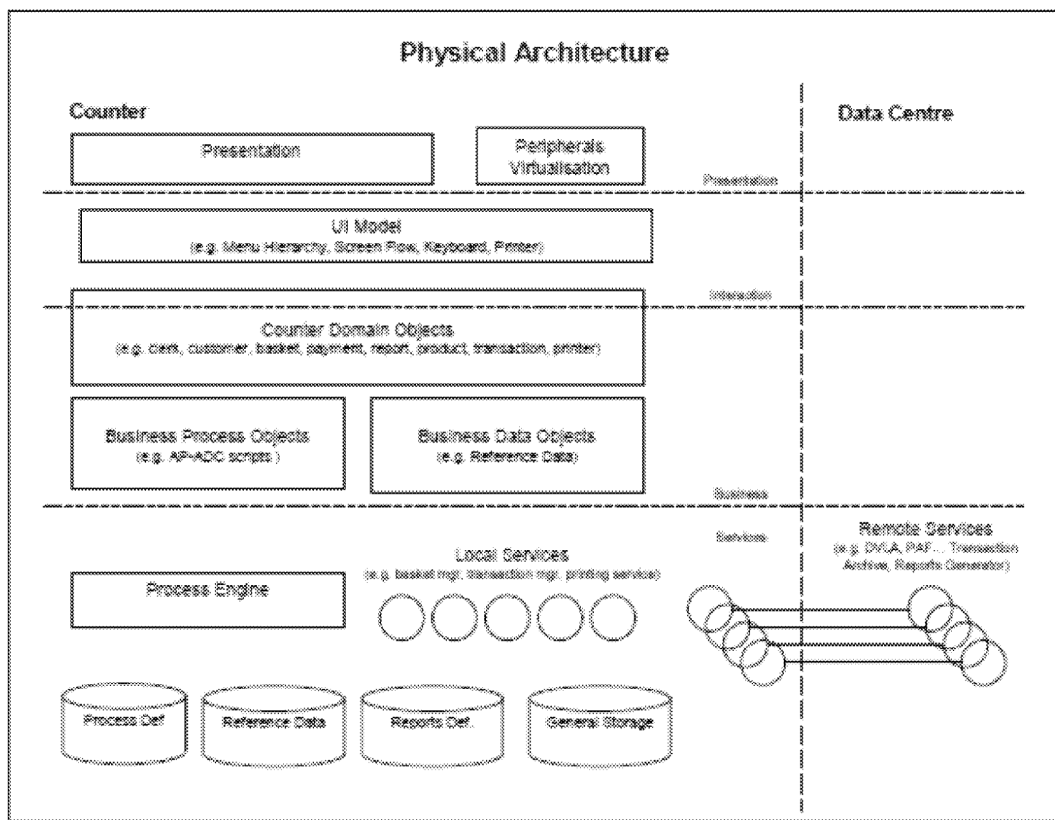 Physical Architecture
Counter
Data Centre
Presentation
Peripherals
Virtualisation
Presentation
UI Model
(e.g. Menu Hierarchy, Screen Flow, Keyboard, Printer)
Interaction
Counter Domain Objects
(e.g. clerk, customer, basket, payment, report, product, transaction, printer)
Business Process Objects
(e.g. AP-ADC scripts )
Business Data Objects
(e.g. Reference Data)
Business
Services
Remote Services
(e.g. DVLA, PAF... Transaction
Archive, Reports Generator)
Local Services
(e.g. basket mgr, transaction mgr, printing service)
Process Engine
Process Def
Reference Data
Reports Def.
General Storage